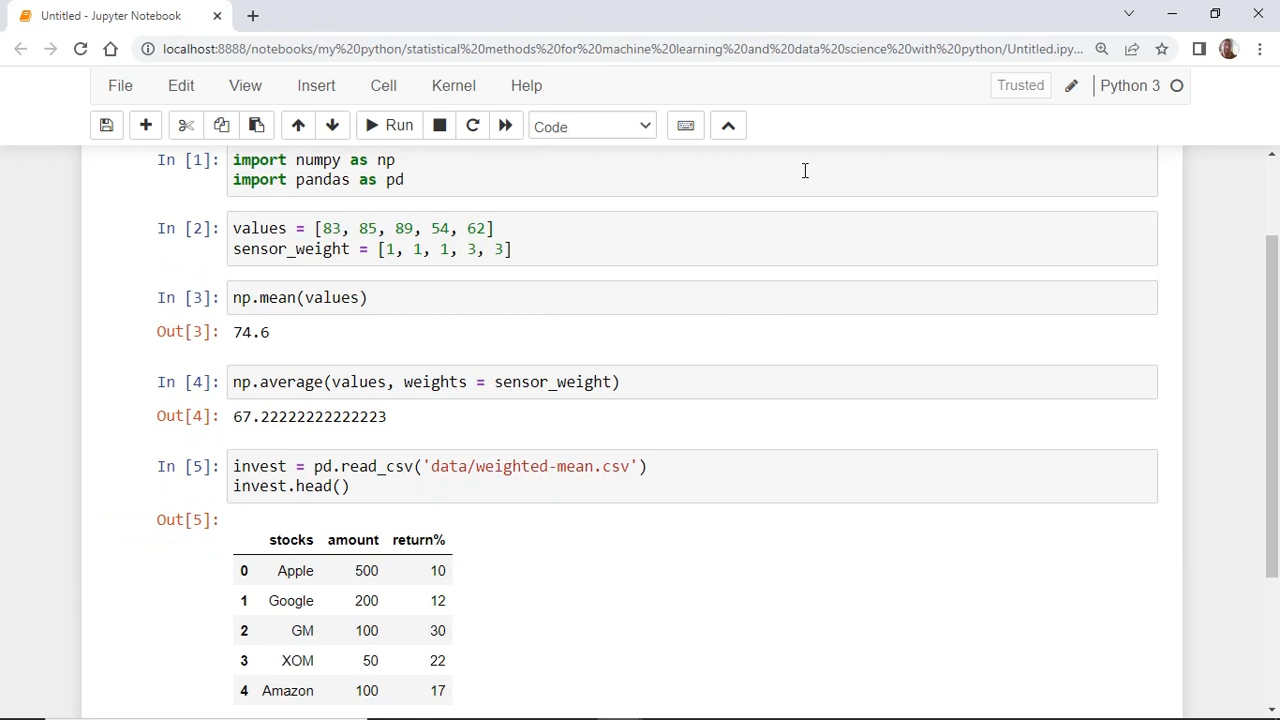 Untitled - Jupyter Notebook
localhost:8888/notebooks/my%20python/statistical%20methods%20for%20machine%20learning%20and%20data%20science%20with%20python/Untitled.ipy...
File Edit View Insert Cell Kernel Help Trusted Python 3
Run Code
In [1]: import numpy as np
import pandas as pd
In [2]: values = [83, 85, 89, 54, 62]
sensor_weight = [1, 1, 1, 3, 3]
In [3]: np.mean(values)
Out[3]: 74.6
In [4]: np.average(values, weights = sensor_weight)
Out[4]: 67.22222222222223
In [5]: invest = pd.read_csv('data/weighted-mean.csv')
invest.head()
Out[5]:
stocks amount return%
0 Apple 500 10
1 Google 200 12
2 GM 100 30
3 XOM 50 22
4 Amazon 100 17